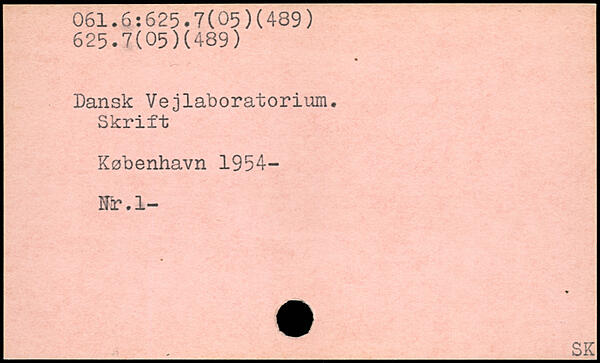 061.6:625.7(05)(489)
625.7(05)(489)
Dansk Vejlaboratorium.
Skrift
København 1954-
Nr.1-
SK